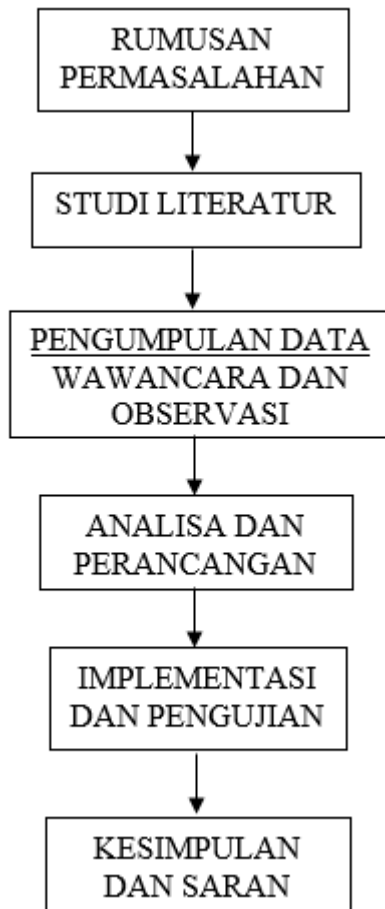 RUMUSAN
PERMASALAHAN
STUDI LITERATUR
PENGUMPULAN DATA
WAWANCARA DAN
OBSERVASI
ANALISA DAN
PERANCANGAN
IMPLEMENTASI
DAN PENGUJIAN
KESIMPULAN
DAN SARAN